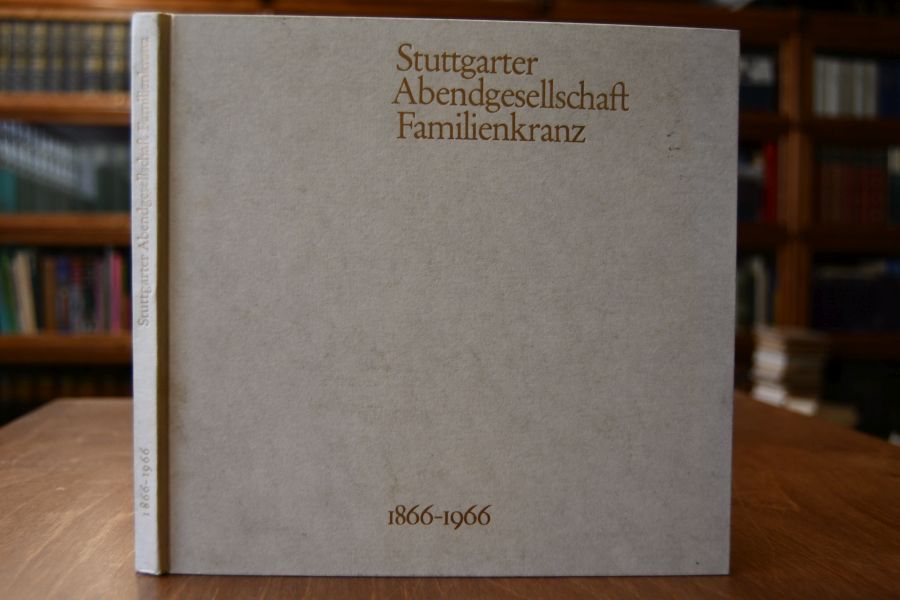 Stuttgarter
Abendgesellschaft
Familienkranz
1866-1966
Stuttgarter Abendgesellschaft Familienkranz
1866-1966